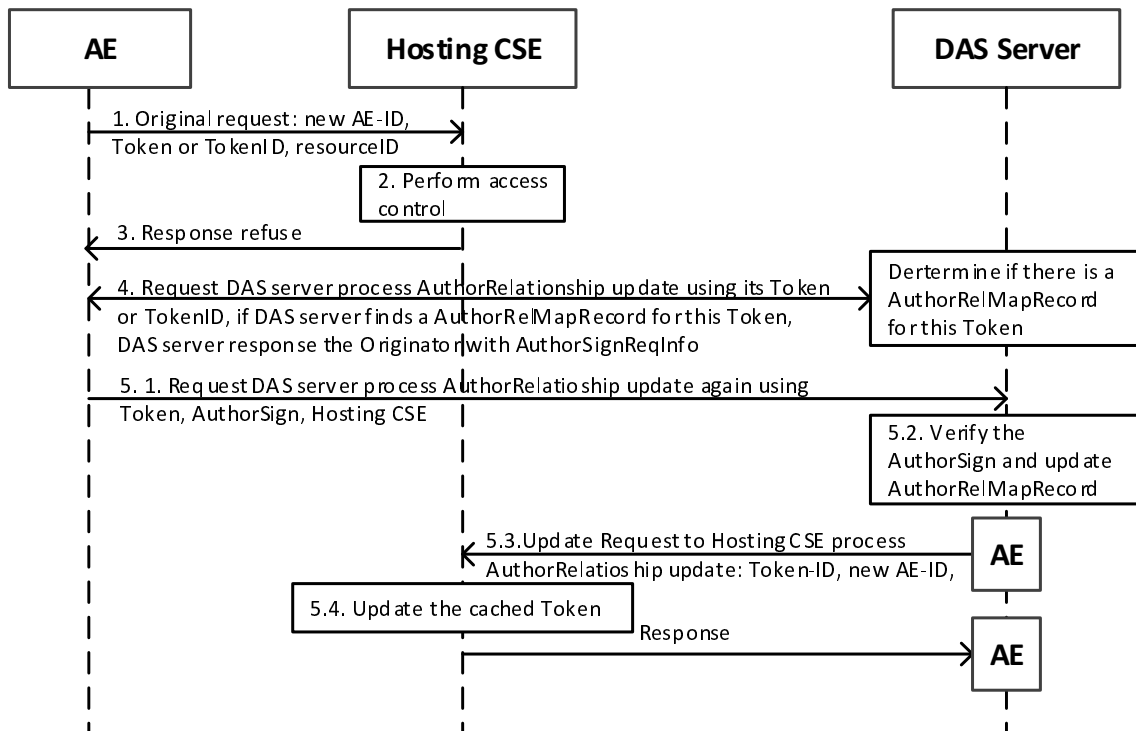 AE
Hosting CSE
DAS Server
1. Original request: new AE-ID,
Token or TokenID, resourceID
2. Perform access
control
3. Response refuse
Dertermine if there is a
AuthorRelMapRecord
for this Token
4. Request DAS server process AuthorRelationship update using its Token
or TokenID, if DAS server finds a AuthorRelMapRecord for this Token,
DAS server response the Originator with AuthorSignReqInfo
5. 1. Request DAS server process AuthorRelatioship update again using
Token, AuthorSign, Hosting CSE
5.2. Verify the
AuthorSign and update
AuthorRelMapRecord
5.3.Update Request to Hosting CSE process
AuthorRelatioship update: Token-ID, new AE-ID,
AE
5.4. Update the cached Token
Response
AE